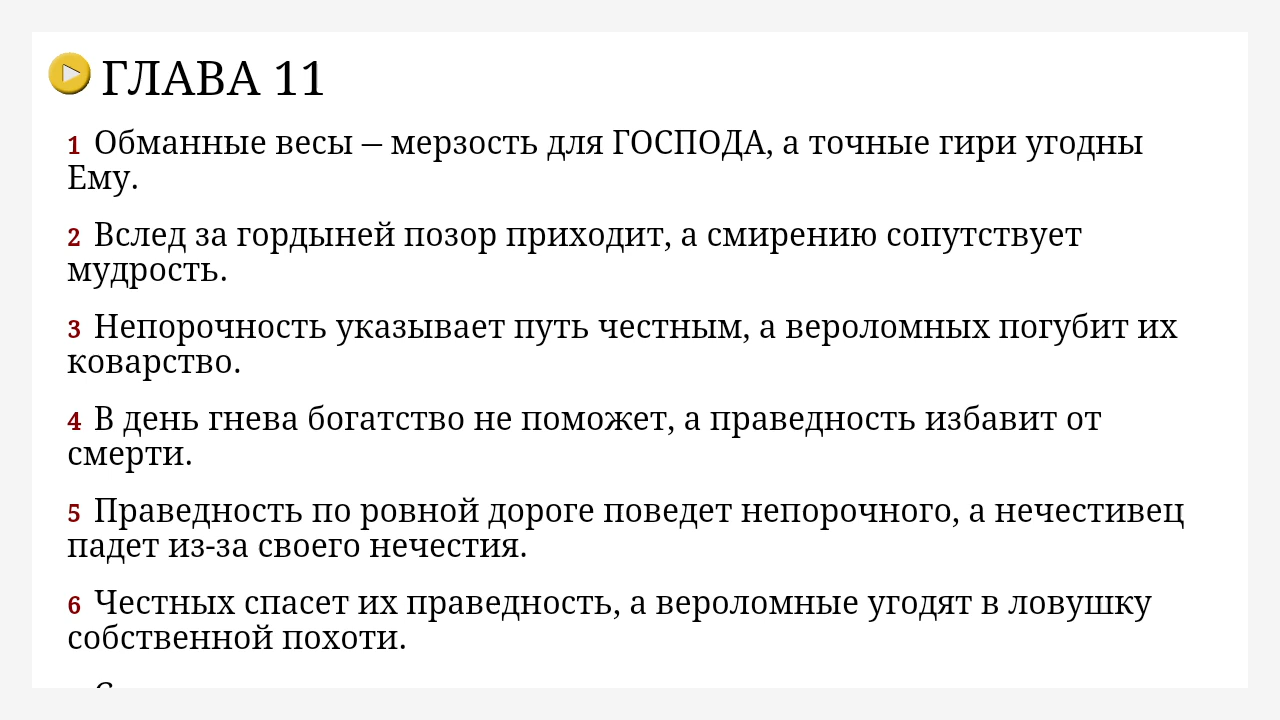 ГЛАВА 11
1 Обманные весы – мерзость для ГОСПОДА, а точные гири угодны
Ему.
2 Вслед за гордыней позор приходит, а смирению сопутствует
мудрость.
3 Непорочность указывает путь честным, а вероломных погубит их
коварство.
4 В день гнева богатство не поможет, а праведность избавит от
смерти.
5 Праведность по ровной дороге поведет непорочного, а нечестивец
падет из-за своего нечестия.
6 Честных спасет их праведность, а вероломные угодят в ловушку
собственной похоти.